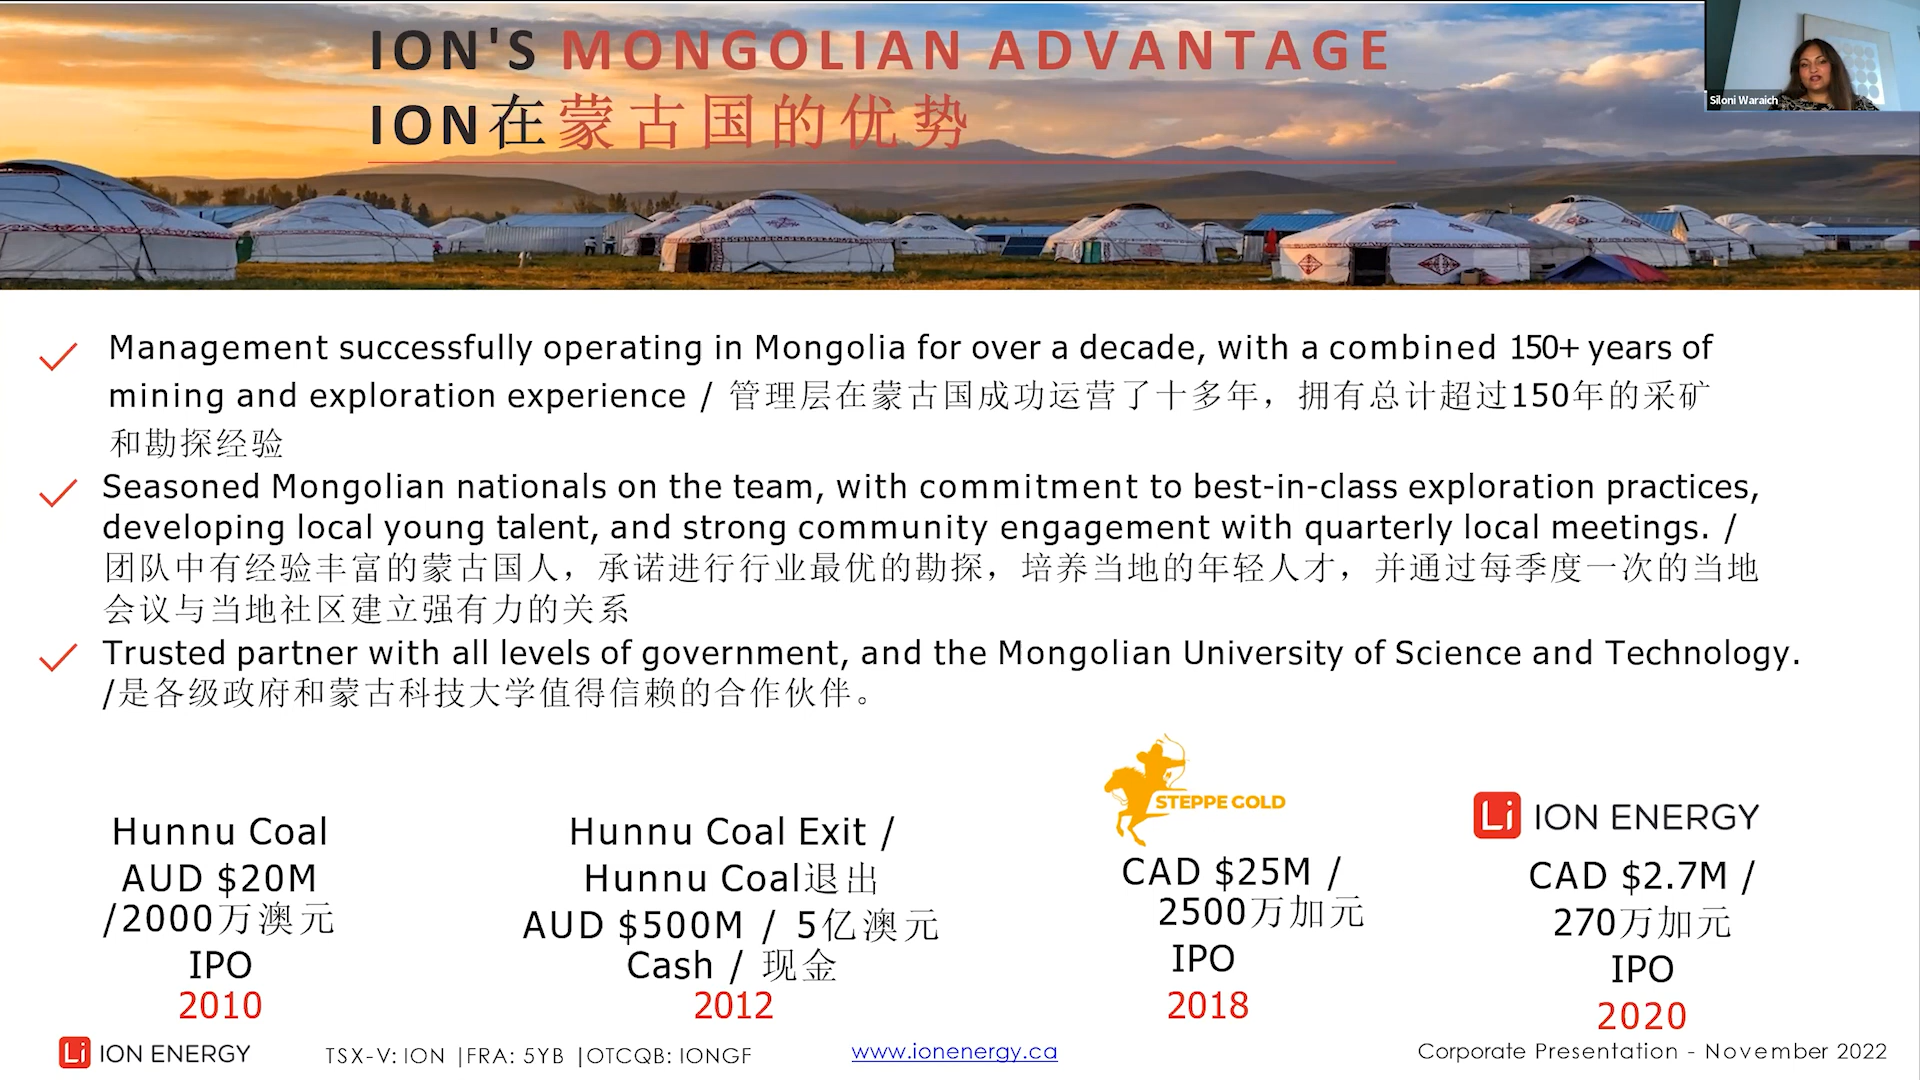 ION'S MONGOLIAN ADVANTAGE
ION在蒙古国的优势
Siloni Waraich
Management successfully operating in Mongolia for over a decade, with a combined 150+ years of
mining and exploration experience / 管理层在蒙古国成功运营了十多年，拥有总计超过150年的采矿
和勘探经验
Seasoned Mongolian nationals on the team, with commitment to best-in-class exploration practices,
developing local young talent, and strong community engagement with quarterly local meetings. /
团队中有经验丰富的蒙古国人，承诺进行行业最优的勘探，培养当地的年轻人才，并通过每季度一次的当地
会议与当地社区建立强有力的关系
Trusted partner with all levels of government, and the Mongolian University of Science and Technology.
/是各级政府和蒙古科技大学值得信赖的合作伙伴。
Hunnu Coal
AUD $20M
/2000万澳元
IPO
2010
Hunnu Coal Exit /
Hunnu Coal退出
AUD $500M / 5亿澳元
Cash / 现金
2012
STEPPE GOLD
CAD $25M /
2500万加元
IPO
2018
Li ION ENERGY
CAD $2.7M /
270万加元
IPO
2020
Li ION ENERGY
TSX-V: ION |FRA: 5YB |OTCQB: IONGF
www.ionenergy.ca
Corporate Presentation - November 2022